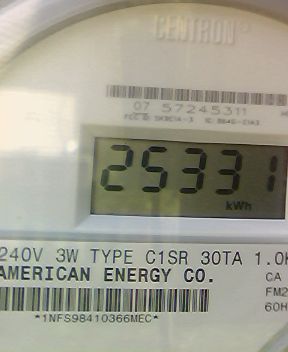 CENTRON®
07 57245311
25331
kWh
240V 3W TYPE C1SR 30TA 1.0K
AMERICAN ENERGY CO.
CA
FM2
60H
*1NFS98410366MEC*